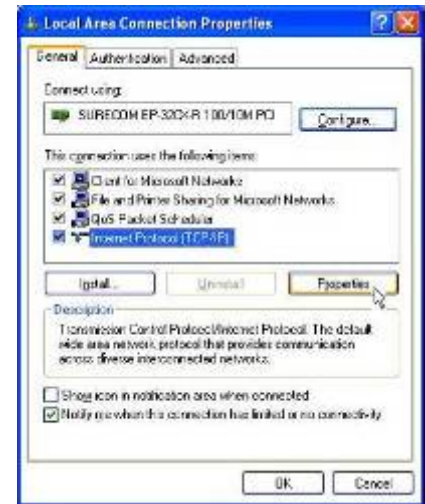 Local Area Connection Properties
General Authentication Advanced
Connect using:
SURECOM EP-320X-R 100/10M PCI
Configure...
This connection uses the following items:
Client for Microsoft Networks
File and Printer Sharing for Microsoft Networks
QoS Packet Scheduler
Internet Protocol (TCP/IP)
Install... Uninstall Properties
Description
Transmission Control Protocol/Internet Protocol. The default
wide area network protocol that provides communication
across diverse interconnected networks.
Show icon in notification area when connected
Notify me when this connection has limited or no connectivity
OK Cancel